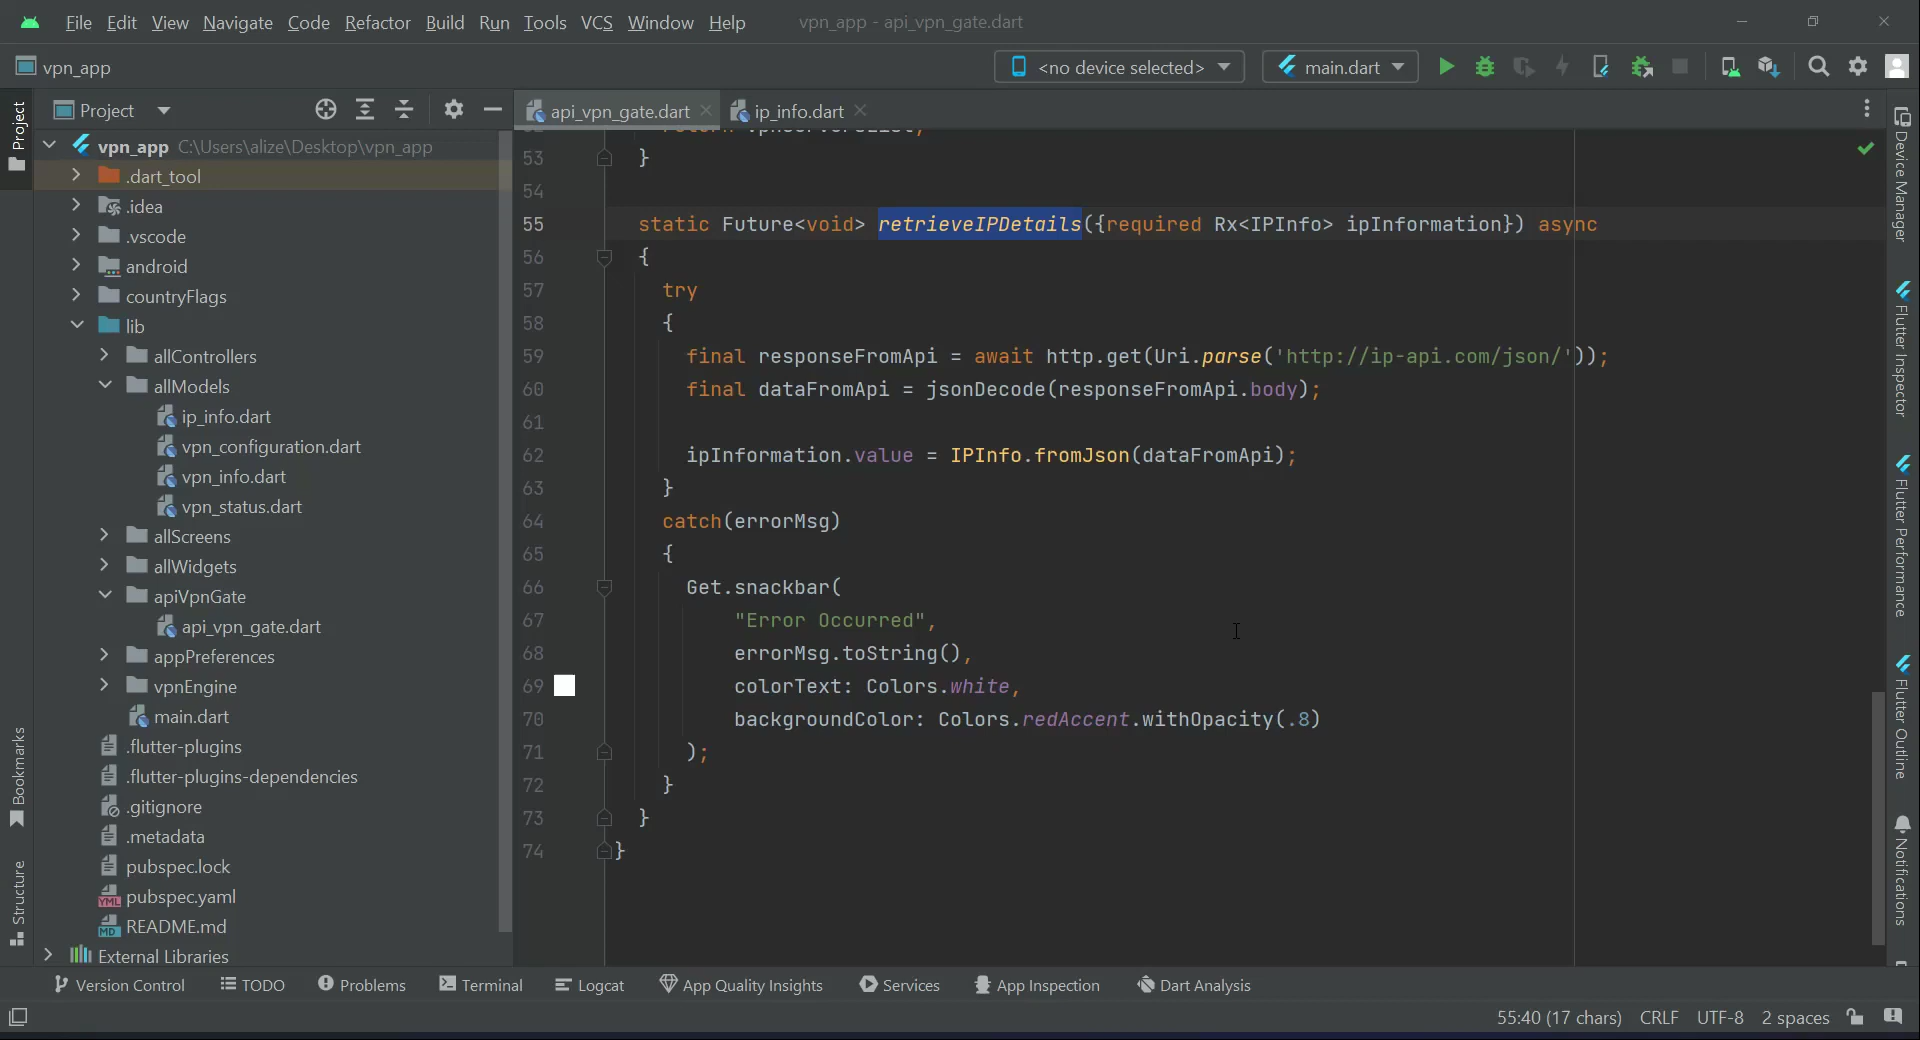 File Edit View Navigate Code Refactor Build Run Tools VCS Window Help vpn_app - api_vpn_gate.dart
vpn_app <no device selected> main.dart
Project api_vpn_gate.dart ip_info.dart
vpn_app C:\Users\alize\Desktop\vpn_app
.dart_tool
.idea
.vscode
android
countryFlags
lib
allControllers
allModels
ip_info.dart
vpn_configuration.dart
vpn_info.dart
vpn_status.dart
allScreens
allWidgets
apiVpnGate
api_vpn_gate.dart
appPreferences
vpnEngine
main.dart
.flutter-plugins
.flutter-plugins-dependencies
.gitignore
.metadata
pubspec.lock
pubspec.yaml
README.md
External Libraries
53 }
54
55 static Future<void> retrieveIPDetails({required Rx<IPInfo> ipInformation}) async
56 {
57 try
58 {
59 final responseFromApi = await http.get(Uri.parse('http://ip-api.com/json/'));
60 final dataFromApi = jsonDecode(responseFromApi.body);
61
62 ipInformation.value = IPInfo.fromJson(dataFromApi);
63 }
64 catch(errorMsg)
65 {
66 Get.snackbar(
67 "Error Occurred",
68 errorMsg.toString(),
69 colorText: Colors.white,
70 backgroundColor: Colors.redAccent.withOpacity(.8)
71 );
72 }
73 }
74 }
Project
Bookmarks
Structure
Device Manager
Flutter Inspector
Flutter Performance
Flutter Outline
Notifications
Version Control TODO Problems Terminal Logcat App Quality Insights Services App Inspection Dart Analysis
55:40 (17 chars) CRLF UTF-8 2 spaces